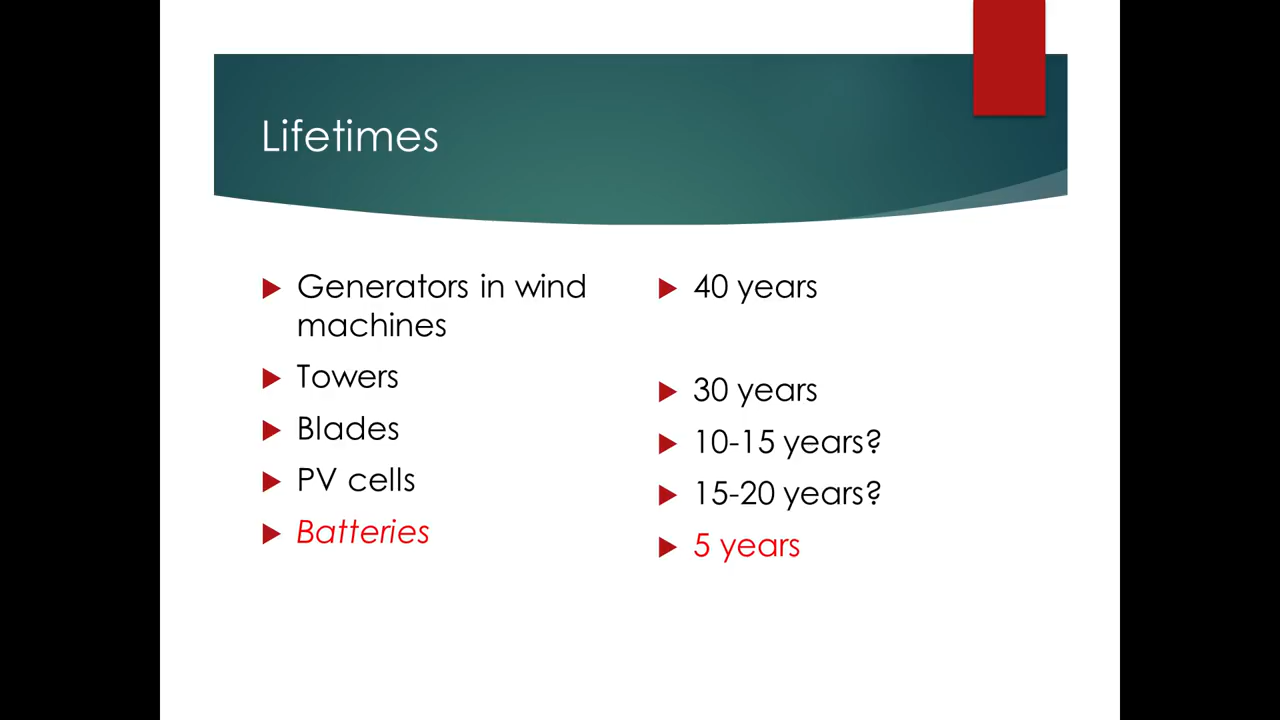 Lifetimes
Generators in wind
machines
Towers
Blades
PV cells
Batteries
40 years
30 years
10-15 years?
15-20 years?
5 years